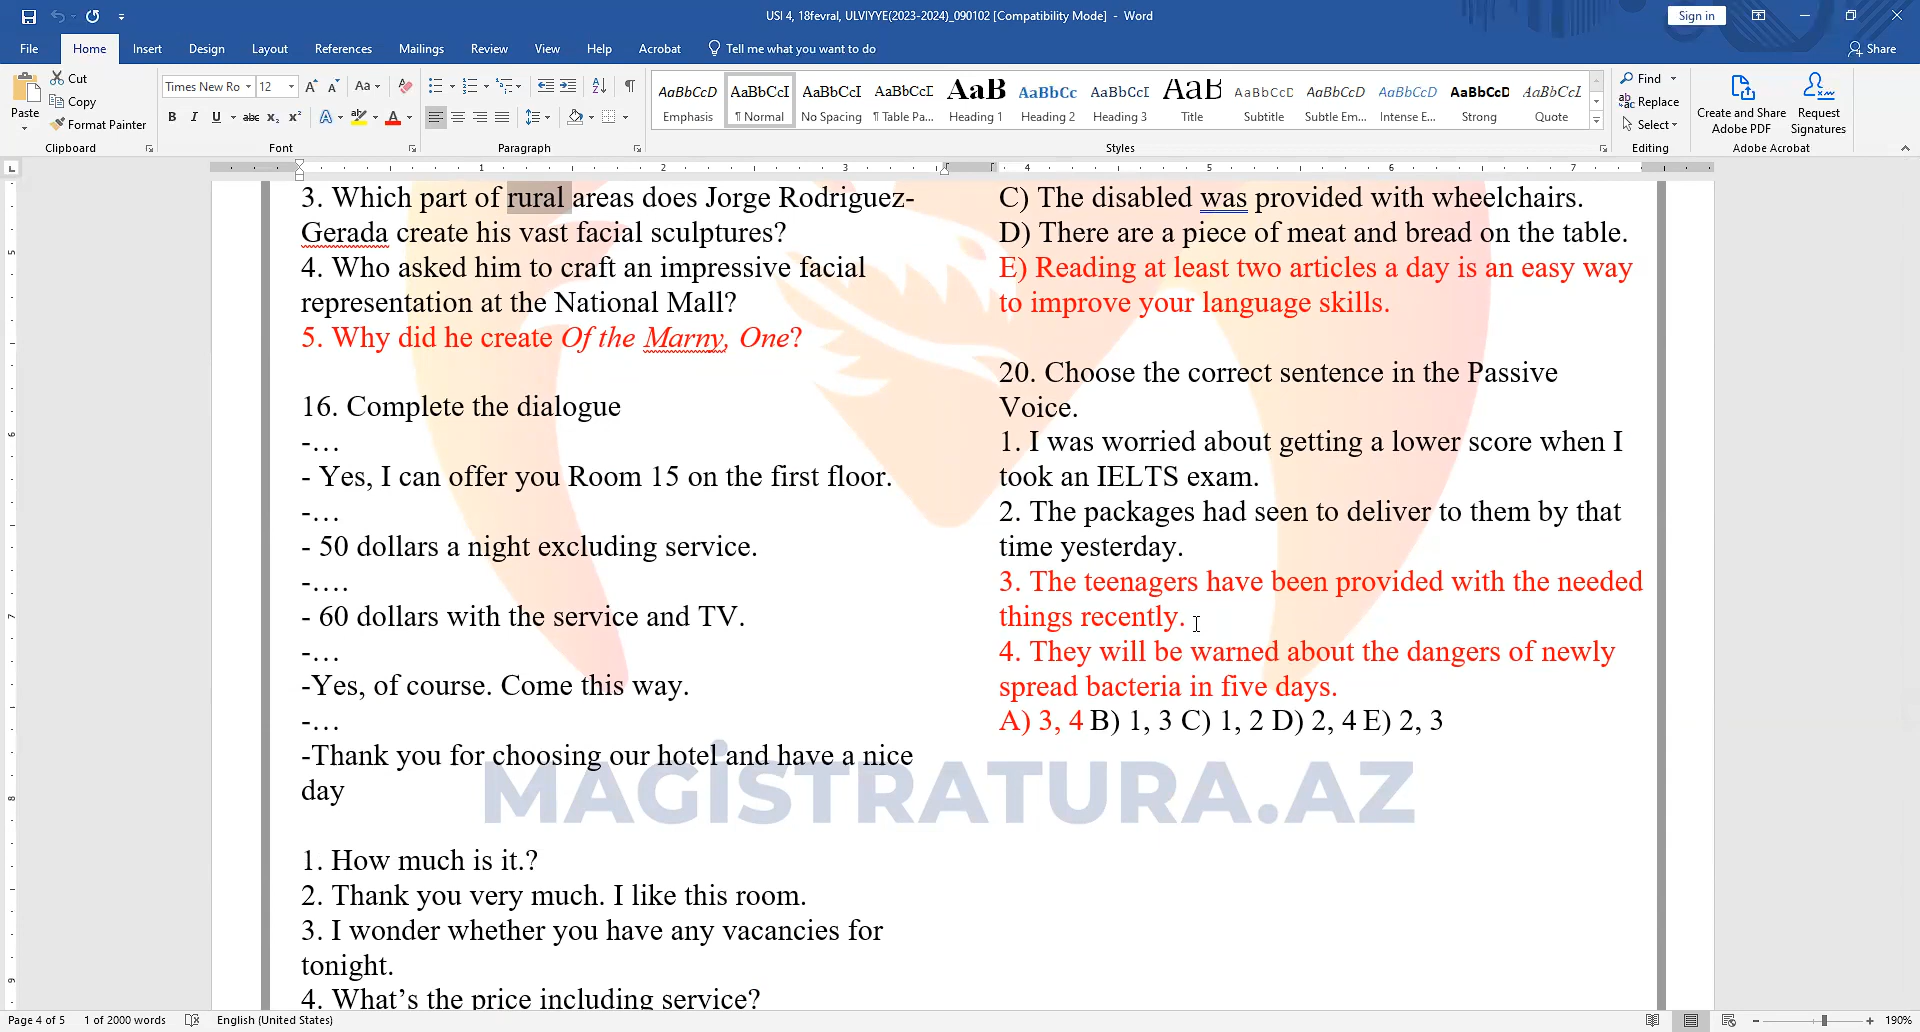 USI 4, 18fevral, ULVIYYE(2023-2024)_090102 [Compatibility Mode] - Word
Sign in
File Home Insert Design Layout References Mailings Review View Help Acrobat Tell me what you want to do
Share
Paste
Cut
Copy
Format Painter
Clipboard
Times New Ro 12
Font
Paragraph
AaBbCcD Emphasis
AaBbCcI ¶ Normal
AaBbCcI No Spacing
AaBbCcI ¶ Table Pa...
AaB Heading 1
AaBbCc Heading 2
AaBbCcI Heading 3
AaB Title
AaBbCcD Subtitle
AaBbCcD Subtle Em...
AaBbCcD Intense E...
AaBbCcD Strong
AaBbCcL Quote
Styles
Find
Replace
Select
Editing
Create and Share
Adobe PDF
Request
Signatures
Adobe Acrobat
1 2 3 4 5 6 7
5
6
7
8
9
3. Which part of rural areas does Jorge Rodriguez-
Gerada create his vast facial sculptures?
4. Who asked him to craft an impressive facial
representation at the National Mall?
5. Why did he create Of the Marny, One?
16. Complete the dialogue
-…
- Yes, I can offer you Room 15 on the first floor.
-…
- 50 dollars a night excluding service.
-….
- 60 dollars with the service and TV.
-…
-Yes, of course. Come this way.
-…
-Thank you for choosing our hotel and have a nice
day
1. How much is it.?
2. Thank you very much. I like this room.
3. I wonder whether you have any vacancies for
tonight.
4. What’s the price including service?
C) The disabled was provided with wheelchairs.
D) There are a piece of meat and bread on the table.
E) Reading at least two articles a day is an easy way
to improve your language skills.
20. Choose the correct sentence in the Passive
Voice.
1. I was worried about getting a lower score when I
took an IELTS exam.
2. The packages had seen to deliver to them by that
time yesterday.
3. The teenagers have been provided with the needed
things recently.
4. They will be warned about the dangers of newly
spread bacteria in five days.
A) 3, 4 B) 1, 3 C) 1, 2 D) 2, 4 E) 2, 3
MAGİSTRATURA.AZ
Page 4 of 5 1 of 2000 words English (United States)
190%